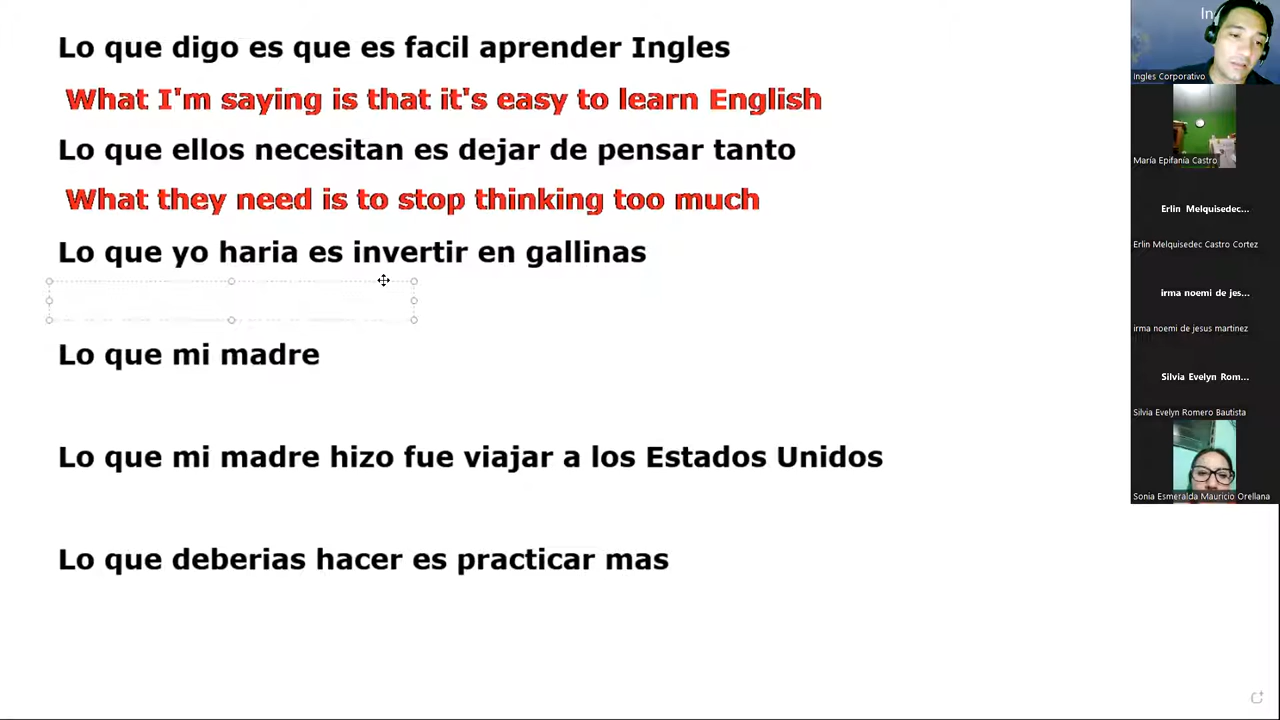 Lo que digo es que es facil aprender Ingles
What I'm saying is that it's easy to learn English
Lo que ellos necesitan es dejar de pensar tanto
What they need is to stop thinking too much
Lo que yo haria es invertir en gallinas
Lo que mi madre
Lo que mi madre hizo fue viajar a los Estados Unidos
Lo que deberias hacer es practicar mas
In
Ingles Corporativo
María Epifanía Castro
Erlin Melquisedec...
Erlin Melquisedec Castro Cortez
irma noemi de jes...
irma noemi de jesus martinez
Silvia Evelyn Rom...
Silvia Evelyn Romero Bautista
Sonia Esmeralda Mauricio Orellana